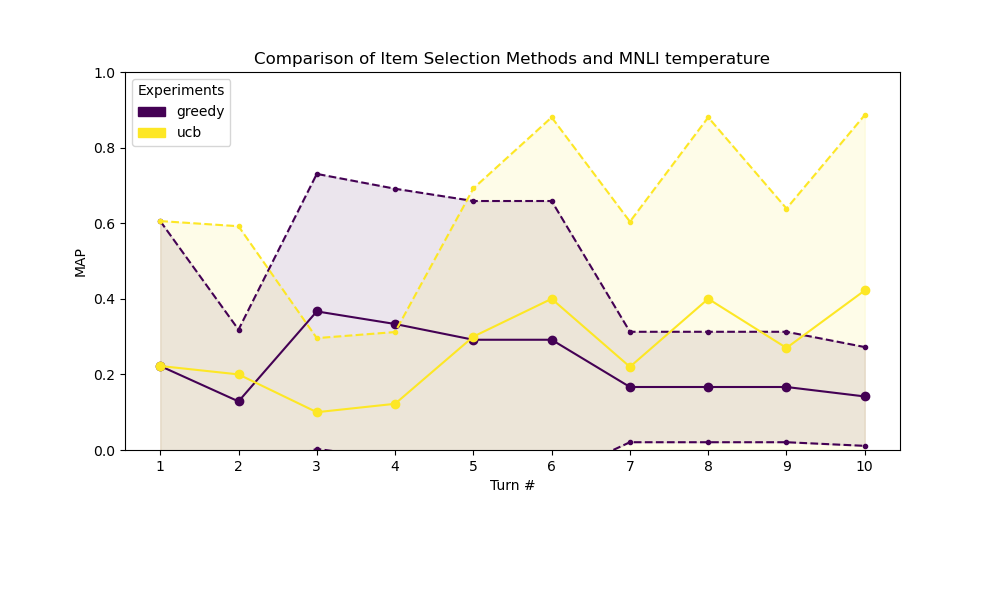 Comparison of Item Selection Methods and MNLI temperature
1.0
0.8
0.6
0.4
0.2
0.0
MAP
Experiments
greedy
ucb
1 2 3 4 5 6 7 8 9 10
Turn #